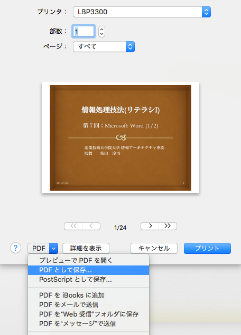 プリンタ： LBP3300
部数： 1
ページ： すべて
情報処理技法(リテラシ)I
第7回：Microsoft Word (1/2)
1/24
? PDF 詳細を表示 キャンセル プリント
プレビューで PDF を開く
PDF として保存...
PostScript として保存...
PDF を iBooks に追加
PDF をメールで送信
PDF を"Web 受信"フォルダに保存
PDF を"メッセージ"で送信